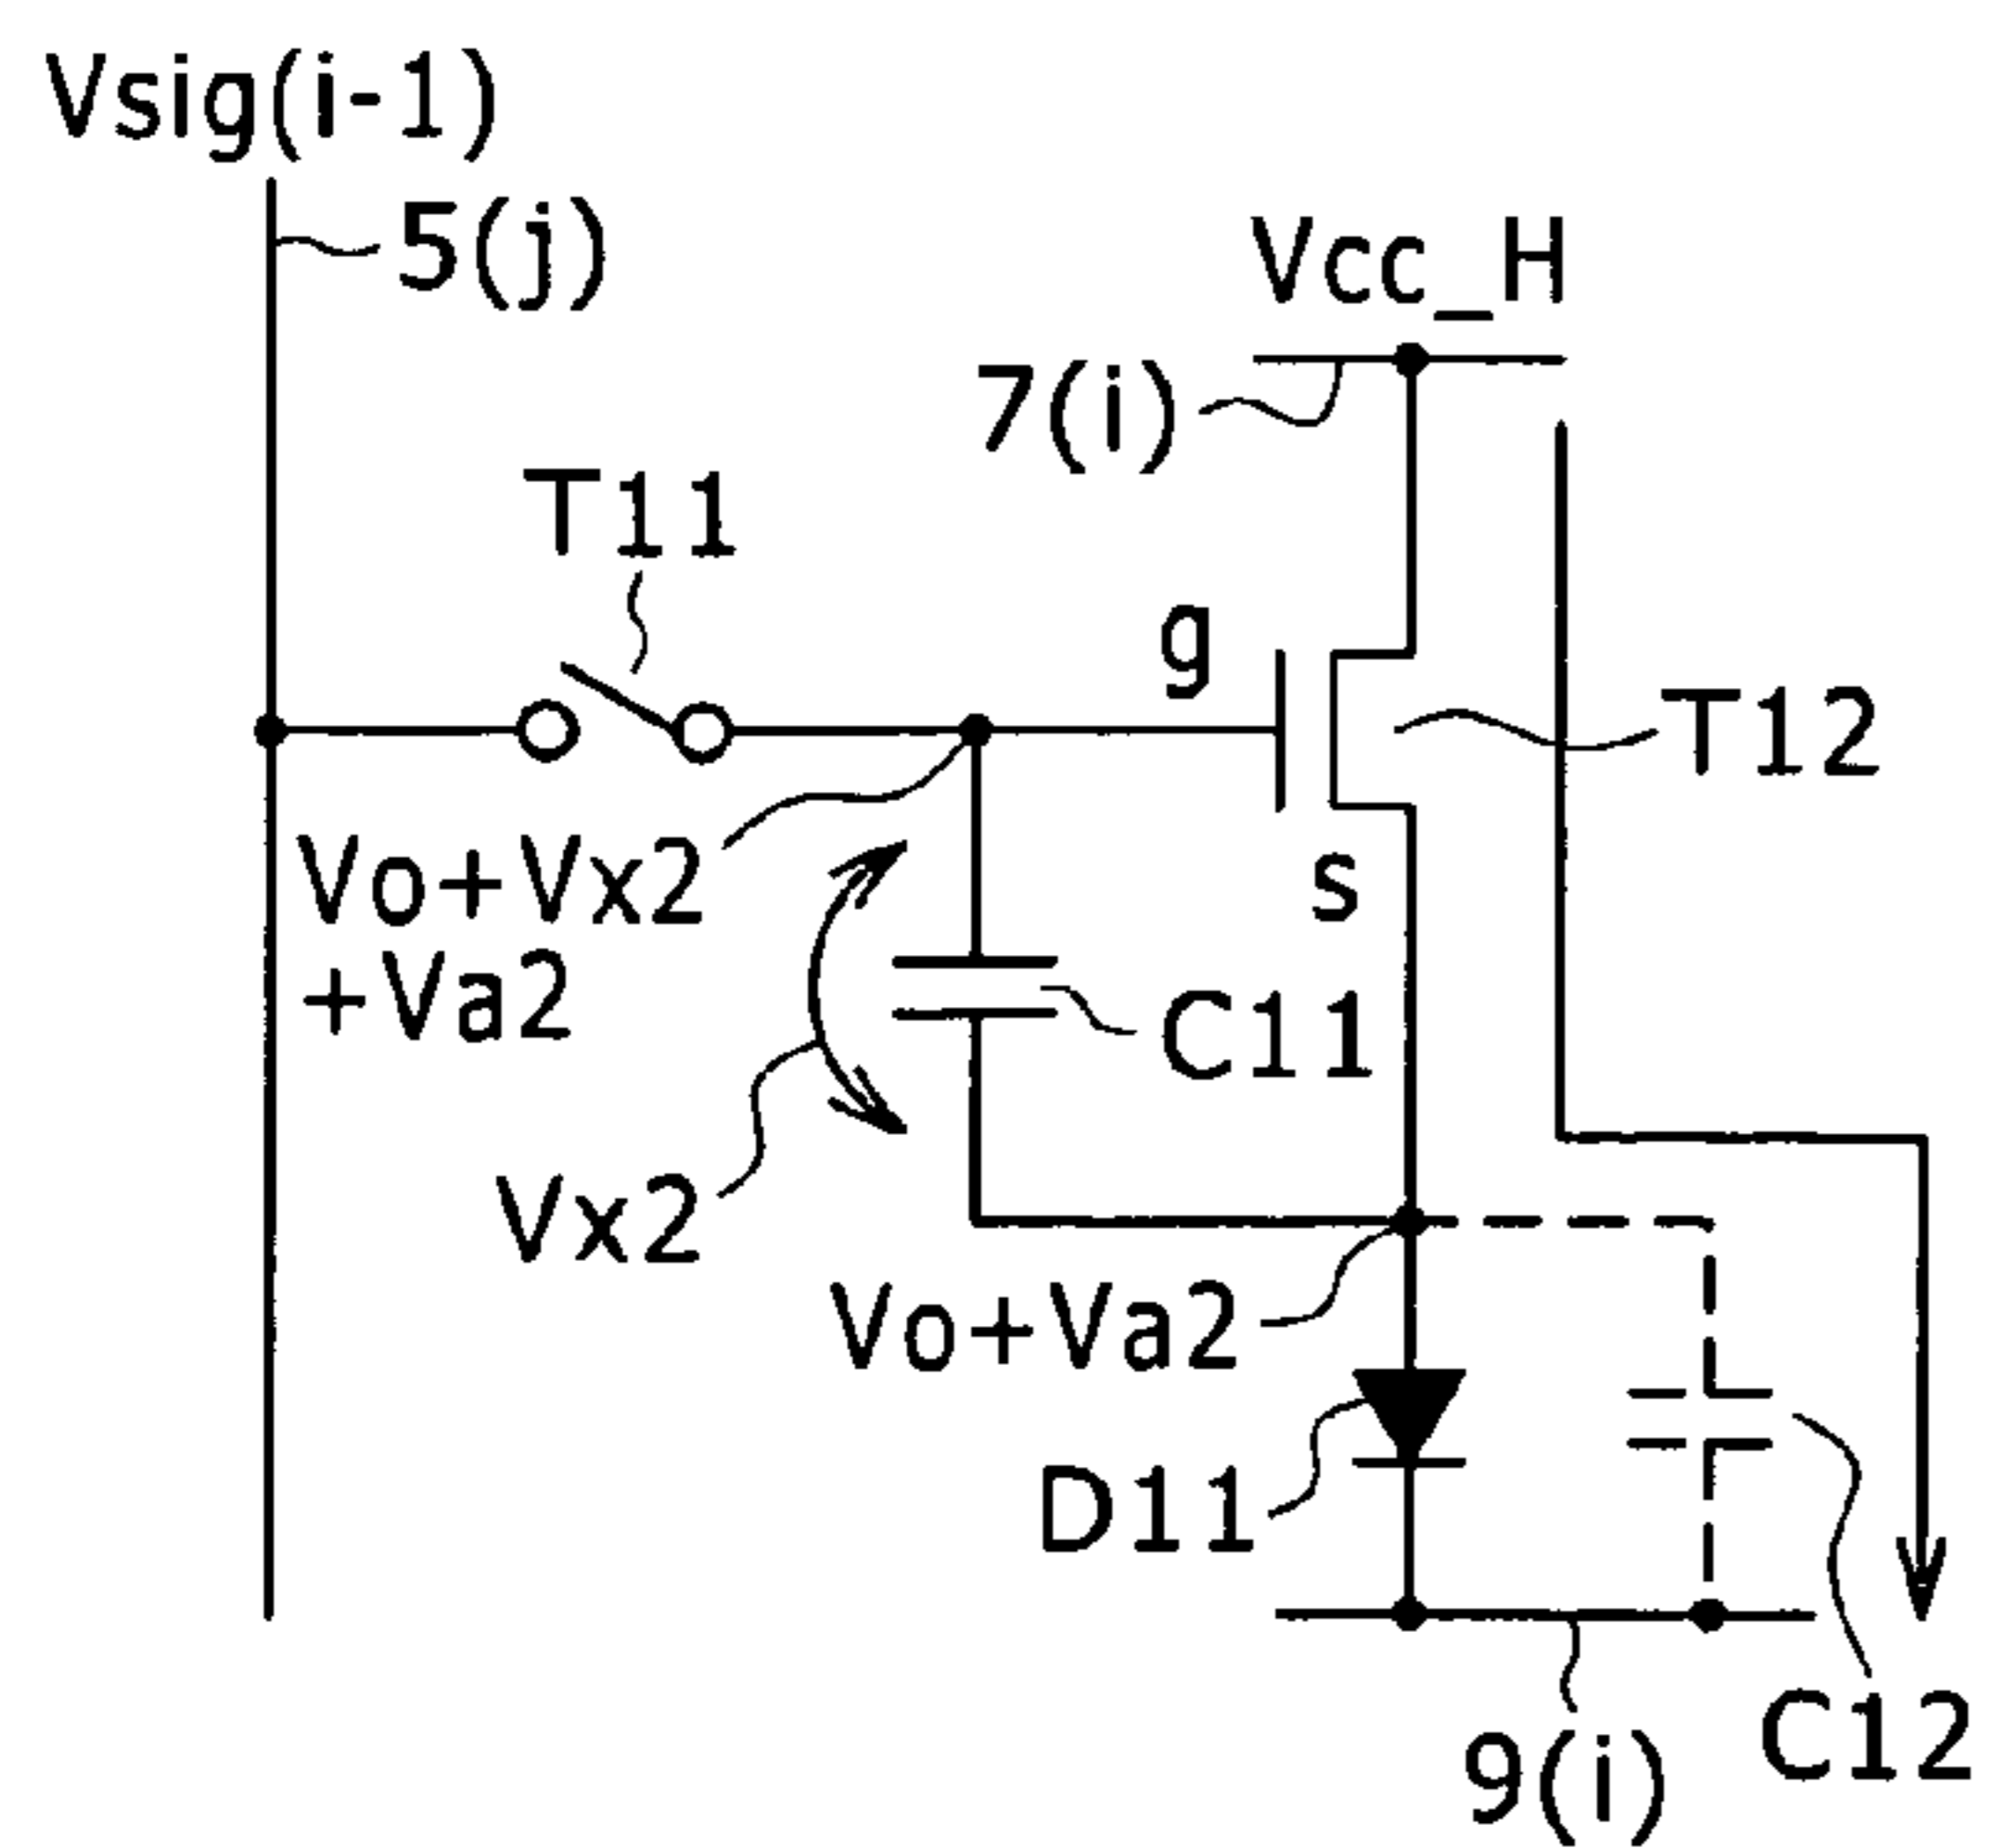 Vsig(i-1)
5(j)
Vcc_H
7(i)
T11
g
T12
Vo+Vx2
+Va2
s
C11
Vx2
Vo+Va2
D11
C12
9(i)